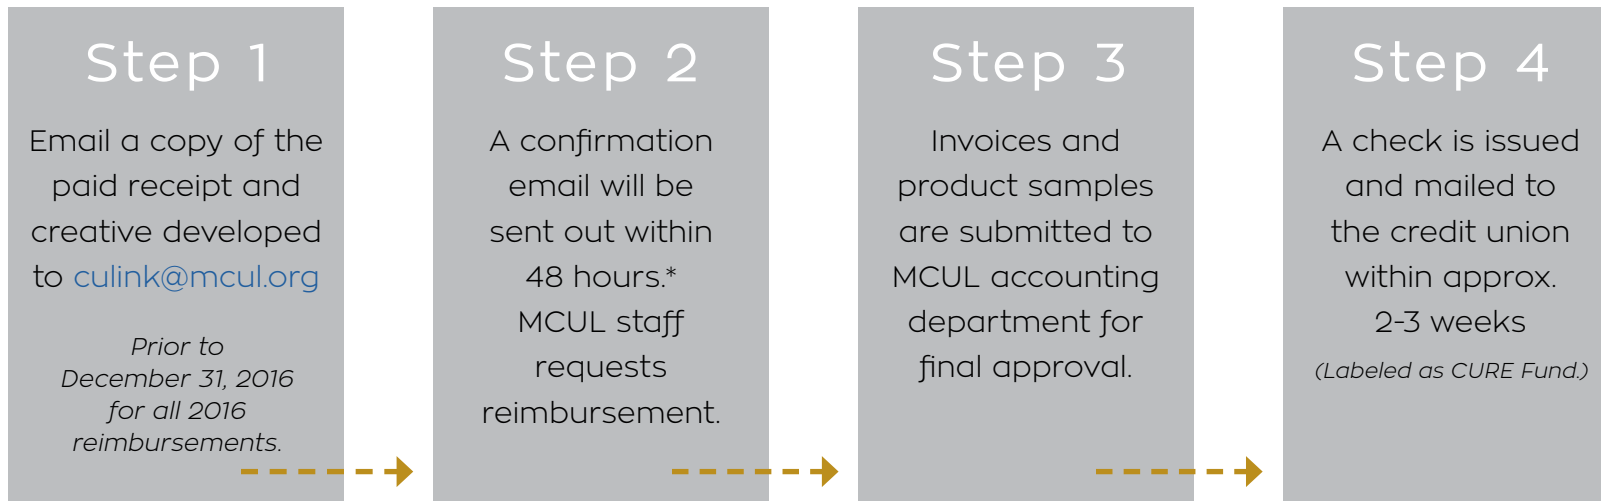 Step 1
Email a copy of the
paid receipt and
creative developed
to culink@mcul.org
Prior to
December 31, 2016
for all 2016
reimbursements.
Step 2
A confirmation
email will be
sent out within
48 hours.*
MCUL staff
requests
reimbursement.
Step 3
Invoices and
product samples
are submitted to
MCUL accounting
department for
final approval.
Step 4
A check is issued
and mailed to
the credit union
within approx.
2-3 weeks
(Labeled as CURE Fund.)